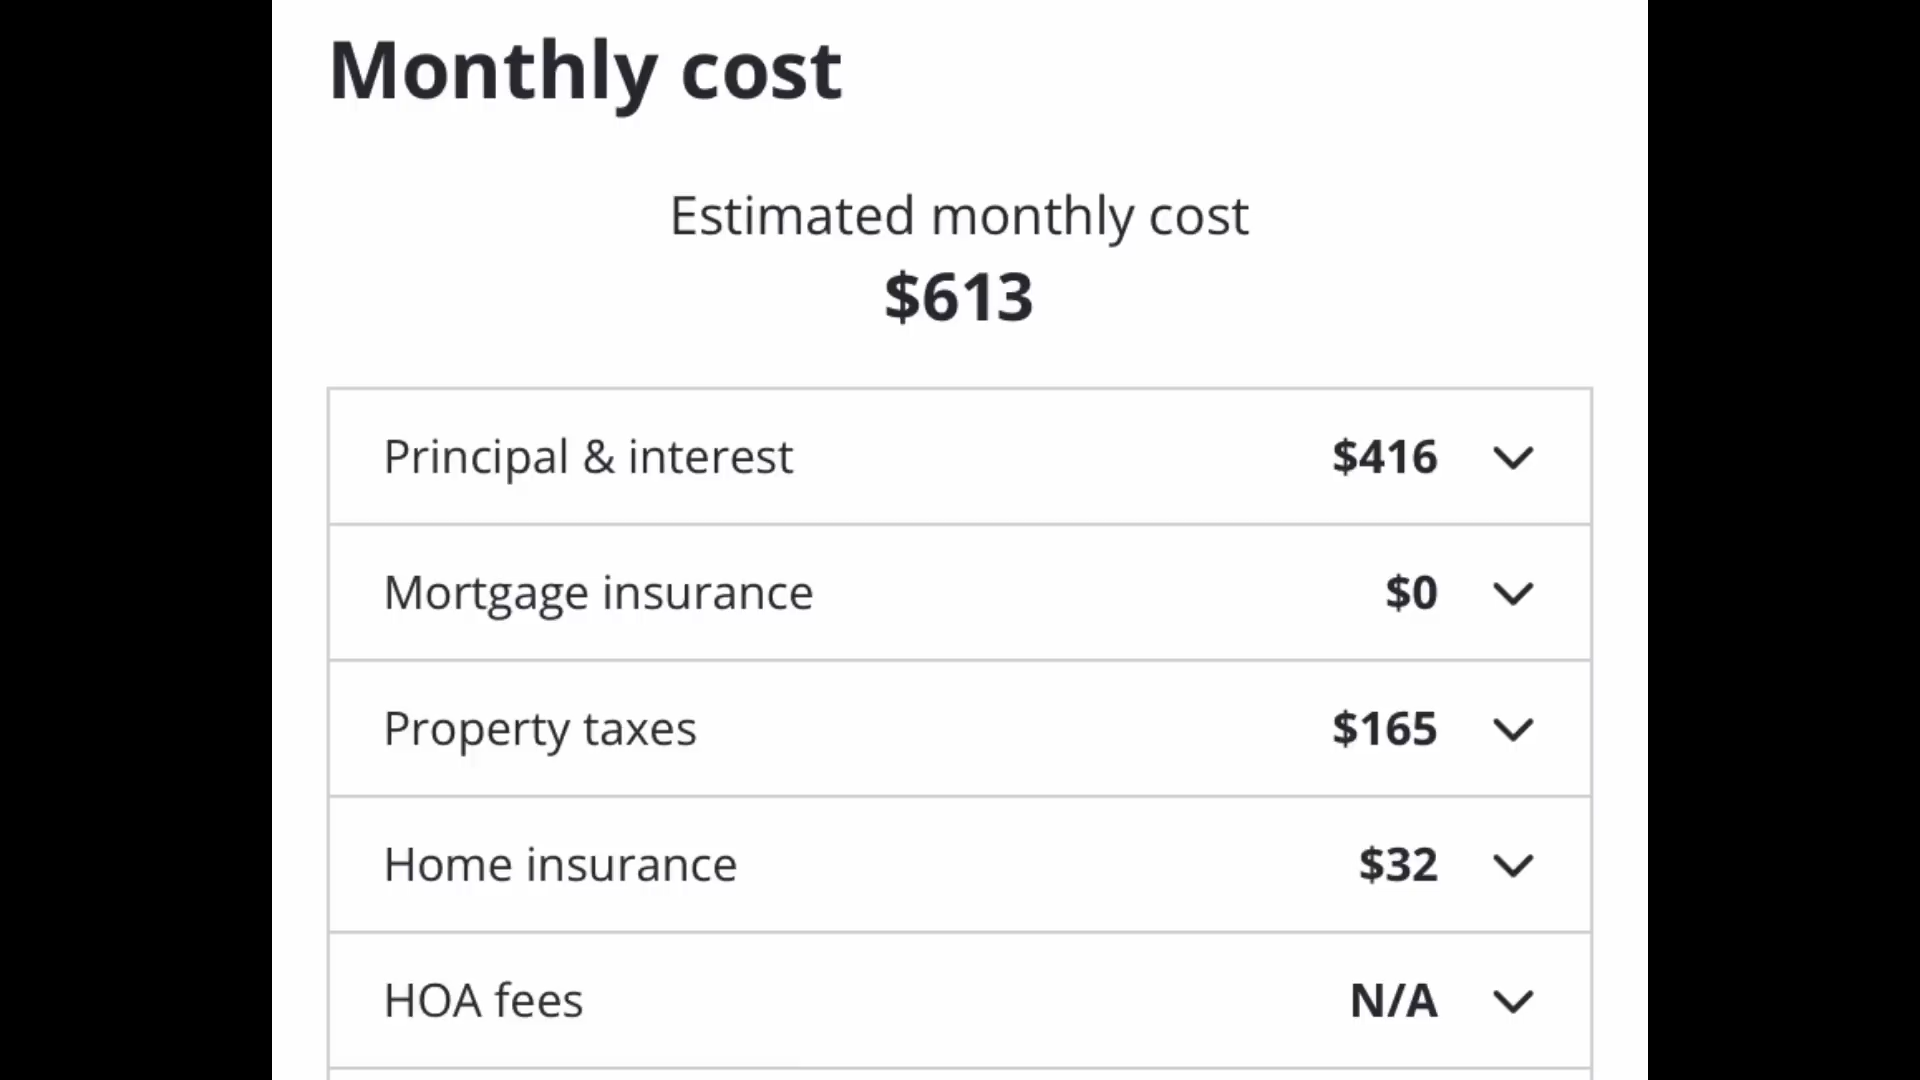 Monthly cost
Estimated monthly cost
$613
Principal & interest $416
Mortgage insurance $0
Property taxes $165
Home insurance $32
HOA fees N/A